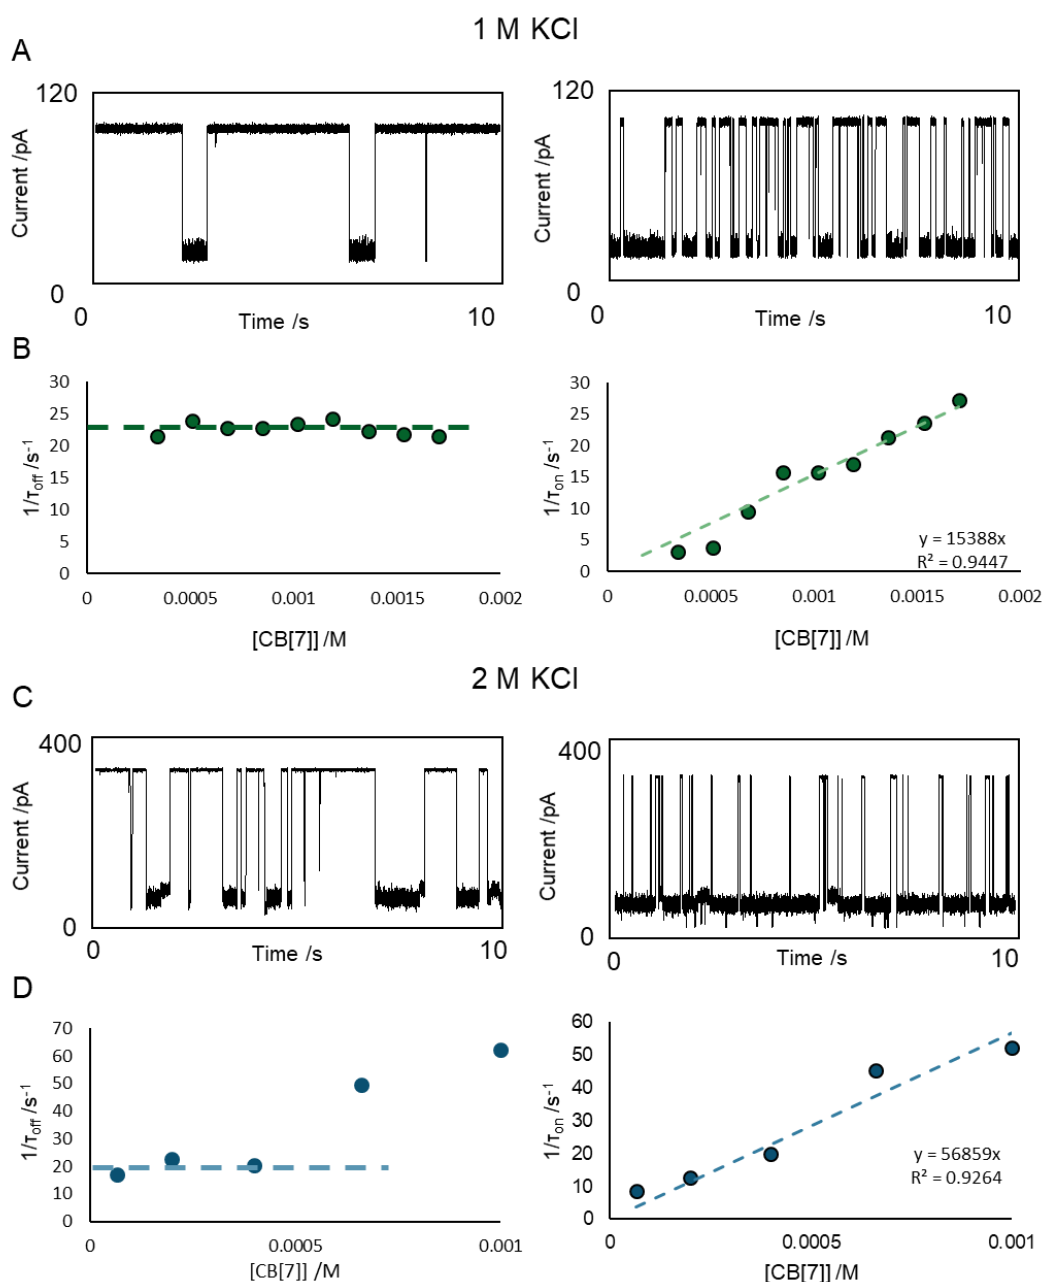 1 M KCl
A
120
Current /pA
0
0
Time /s
10
120
Current /pA
0
0
Time /s
10
B
30
25
20
15
10
5
0
1/τoff /s-1
0
0.0005
0.001
0.0015
0.002
[CB[7]] /M
30
25
20
15
10
5
0
1/τon /s-1
y = 15388x
R² = 0.9447
0
0.0005
0.001
0.0015
0.002
[CB[7]] /M
2 M KCl
C
400
Current /pA
0
0
Time /s
10
400
Current /pA
0
0
Time /s
10
D
70
60
50
40
30
20
10
0
1/τoff /s-1
0
0.0005
0.001
[CB[7]] /M
60
50
40
30
20
10
0
1/τon /s-1
y = 56859x
R² = 0.9264
0
0.0005
0.001
[CB[7]] /M